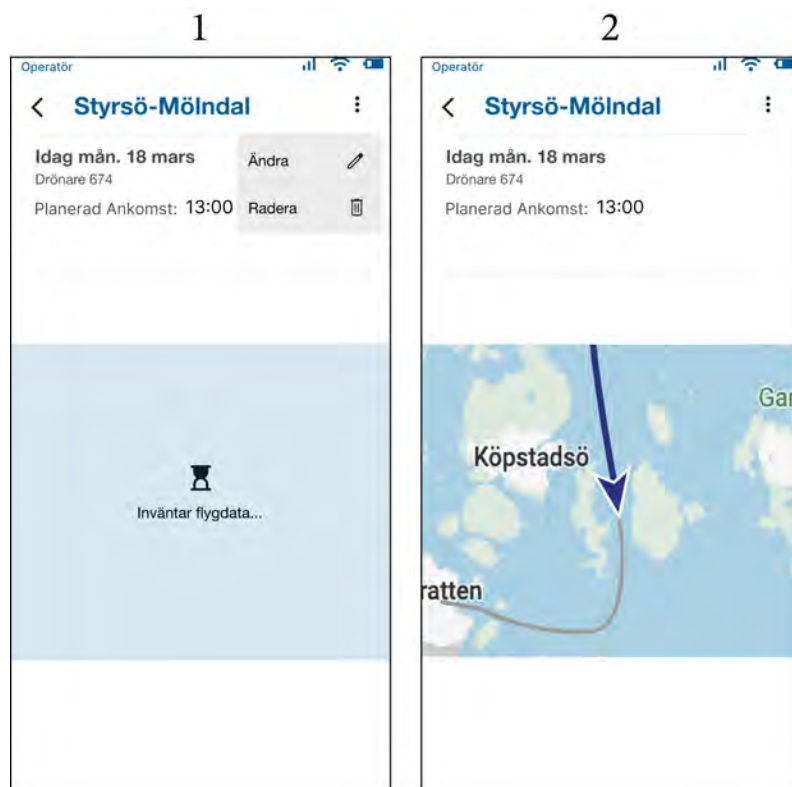 1
Operatör
Styrsö-Mölndal
Idag mån. 18 mars
Drönare 674
Planerad Ankomst: 13:00
Ändra
Radera
Inväntar flygdata...
2
Operatör
Styrsö-Mölndal
Idag mån. 18 mars
Drönare 674
Planerad Ankomst: 13:00
Gar
Köpstadsö
ratten